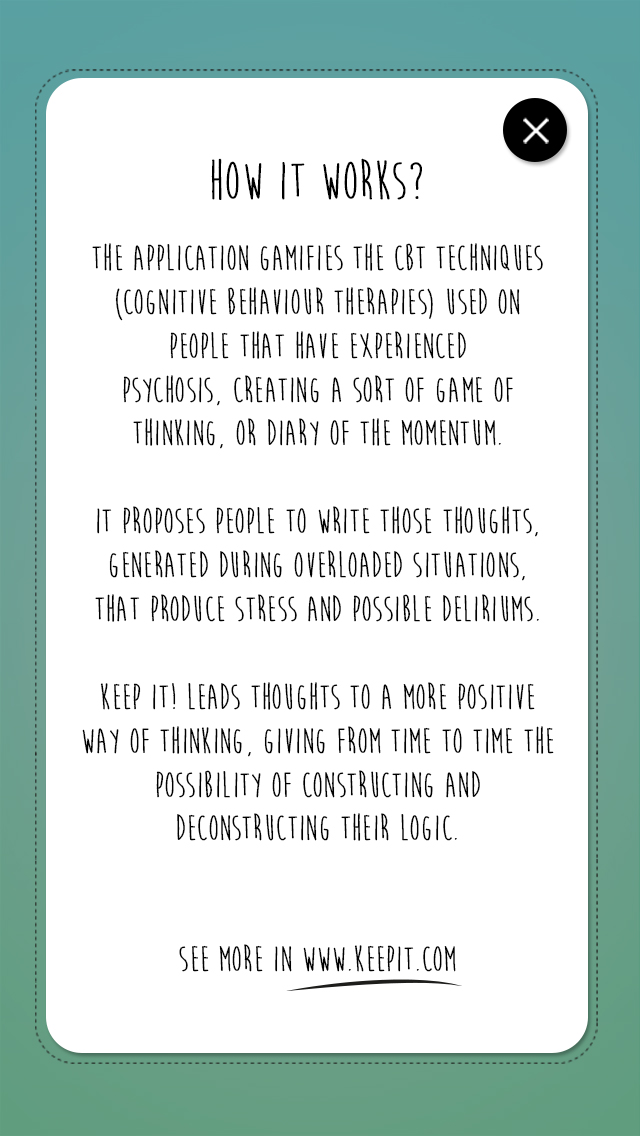 HOW IT WORKS?
THE APPLICATION GAMIFIES THE CBT TECHNIQUES
(COGNITIVE BEHAVIOUR THERAPIES) USED ON
PEOPLE THAT HAVE EXPERIENCED
PSYCHOSIS, CREATING A SORT OF GAME OF
THINKING, OR DIARY OF THE MOMENTUM.
IT PROPOSES PEOPLE TO WRITE THOSE THOUGHTS,
GENERATED DURING OVERLOADED SITUATIONS,
THAT PRODUCE STRESS AND POSSIBLE DELIRIUMS.
KEEP IT! LEADS THOUGHTS TO A MORE POSITIVE
WAY OF THINKING, GIVING FROM TIME TO TIME THE
POSSIBILITY OF CONSTRUCTING AND
DECONSTRUCTING THEIR LOGIC.
SEE MORE IN WWW.KEEPIT.COM